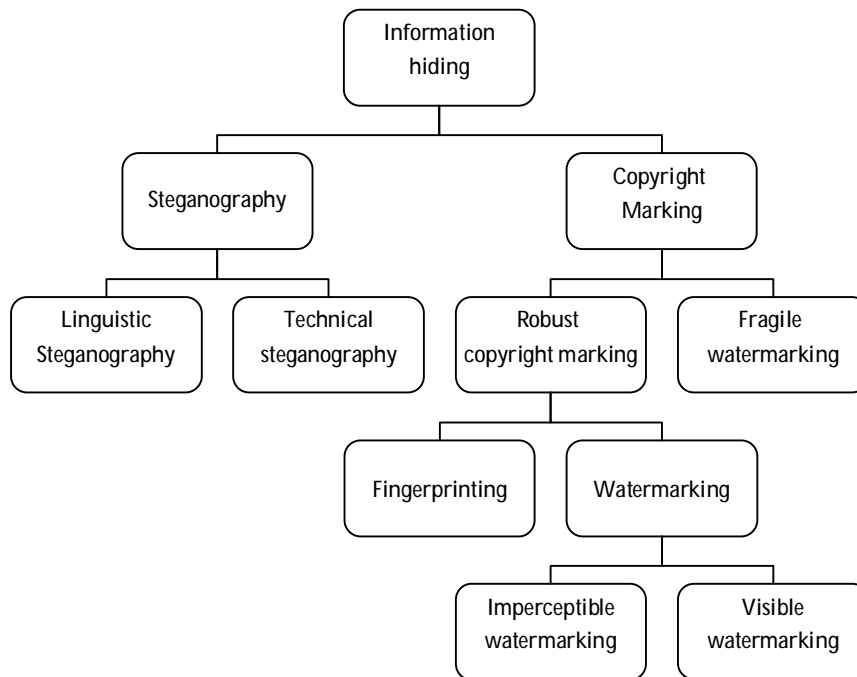 Information
hiding
Steganography
Copyright
Marking
Linguistic
Steganography
Technical
steganography
Robust
copyright marking
Fragile
watermarking
Fingerprinting
Watermarking
Imperceptible
watermarking
Visible
watermarking